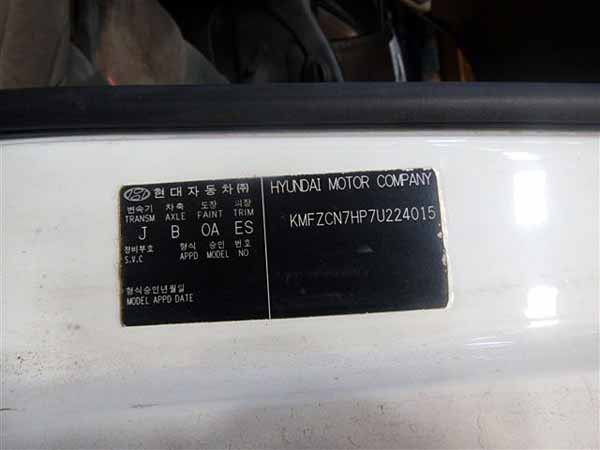 현대자동차㈜
변속기 차축 도장 의장
TRANSM AXLE PAINT TRIM
J B OA ES
정비부호 형식 승인 번호
S.V.C APPD MODEL NO
형식승인년월일
MODEL APPD DATE
HYUNDAI MOTOR COMPANY
KMFZCN7HP7U224015